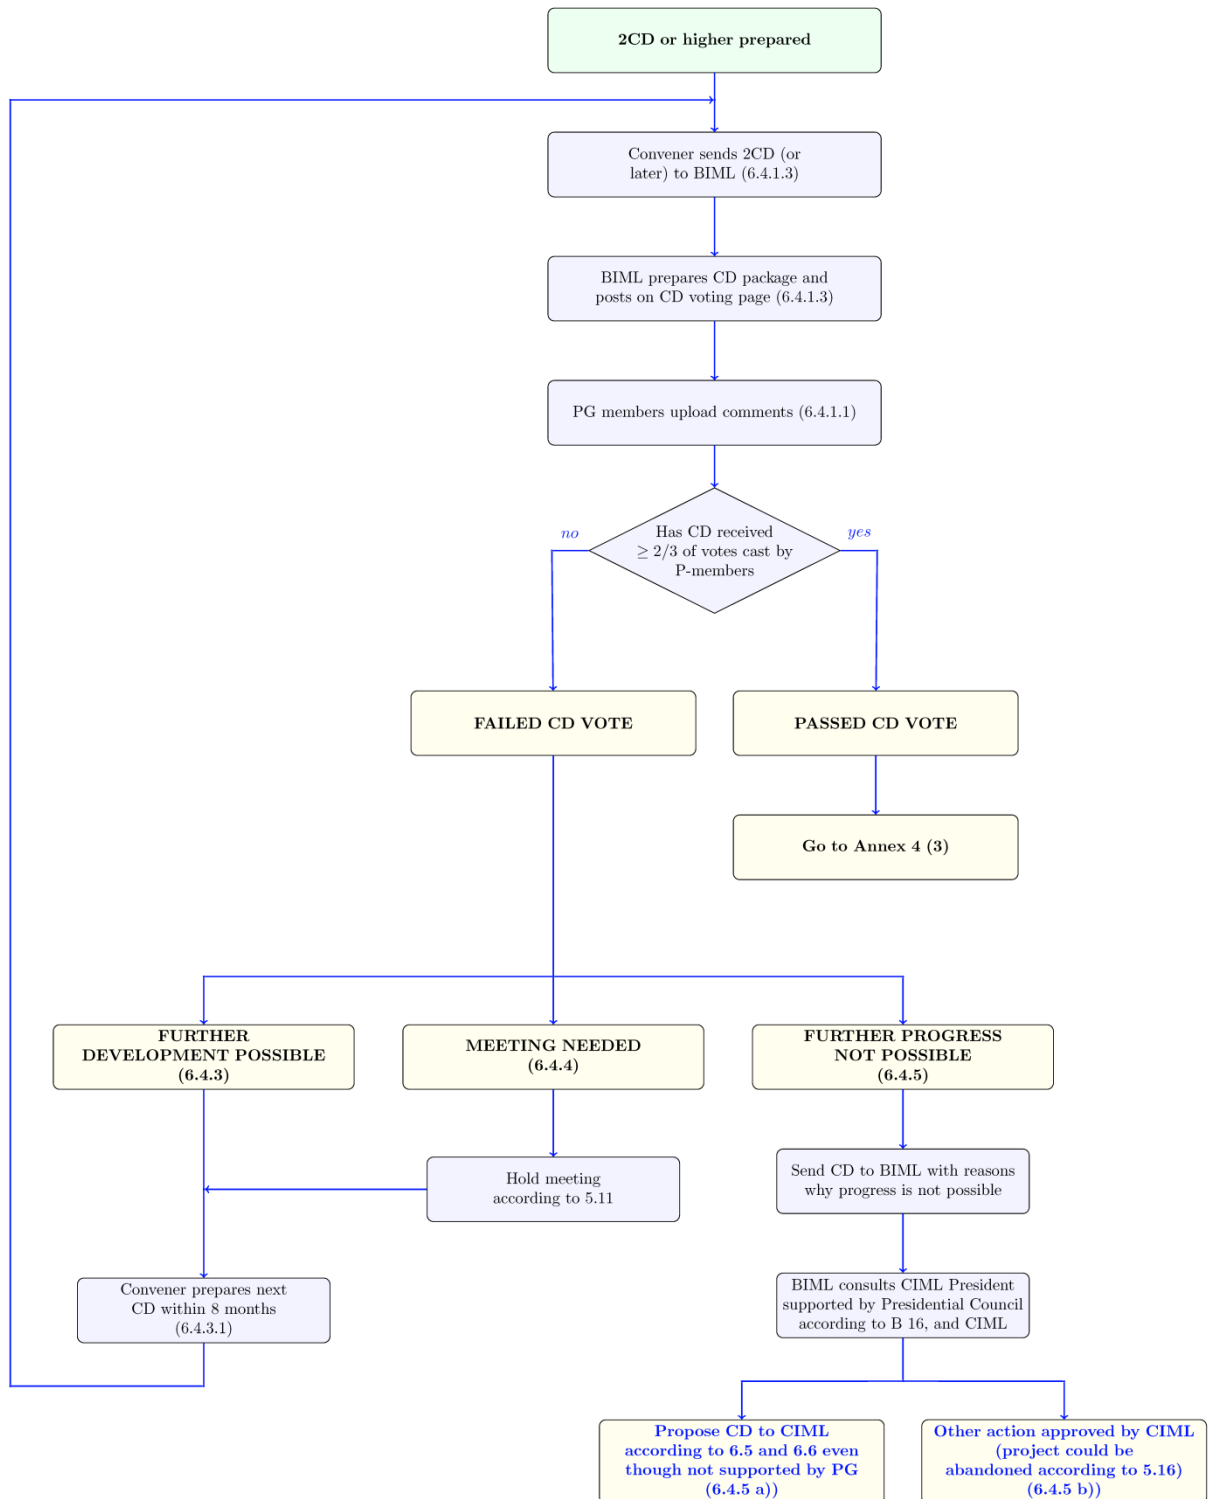 2CD or higher prepared
Convener sends 2CD (or
later) to BIML (6.4.1.3)
BIML prepares CD package and
posts on CD voting page (6.4.1.3)
PG members upload comments (6.4.1.1)
no
yes
Has CD received
≥ 2/3 of votes cast by
P-members
FAILED CD VOTE
PASSED CD VOTE
Go to Annex 4 (3)
FURTHER
DEVELOPMENT POSSIBLE
(6.4.3)
MEETING NEEDED
(6.4.4)
FURTHER PROGRESS
NOT POSSIBLE
(6.4.5)
Hold meeting
according to 5.11
Send CD to BIML with reasons
why progress is not possible
Convener prepares next
CD within 8 months
(6.4.3.1)
BIML consults CIML President
supported by Presidential Council
according to B 16, and CIML
Propose CD to CIML
according to 6.5 and 6.6 even
though not supported by PG
(6.4.5 a))
Other action approved by CIML
(project could be
abandoned according to 5.16)
(6.4.5 b))